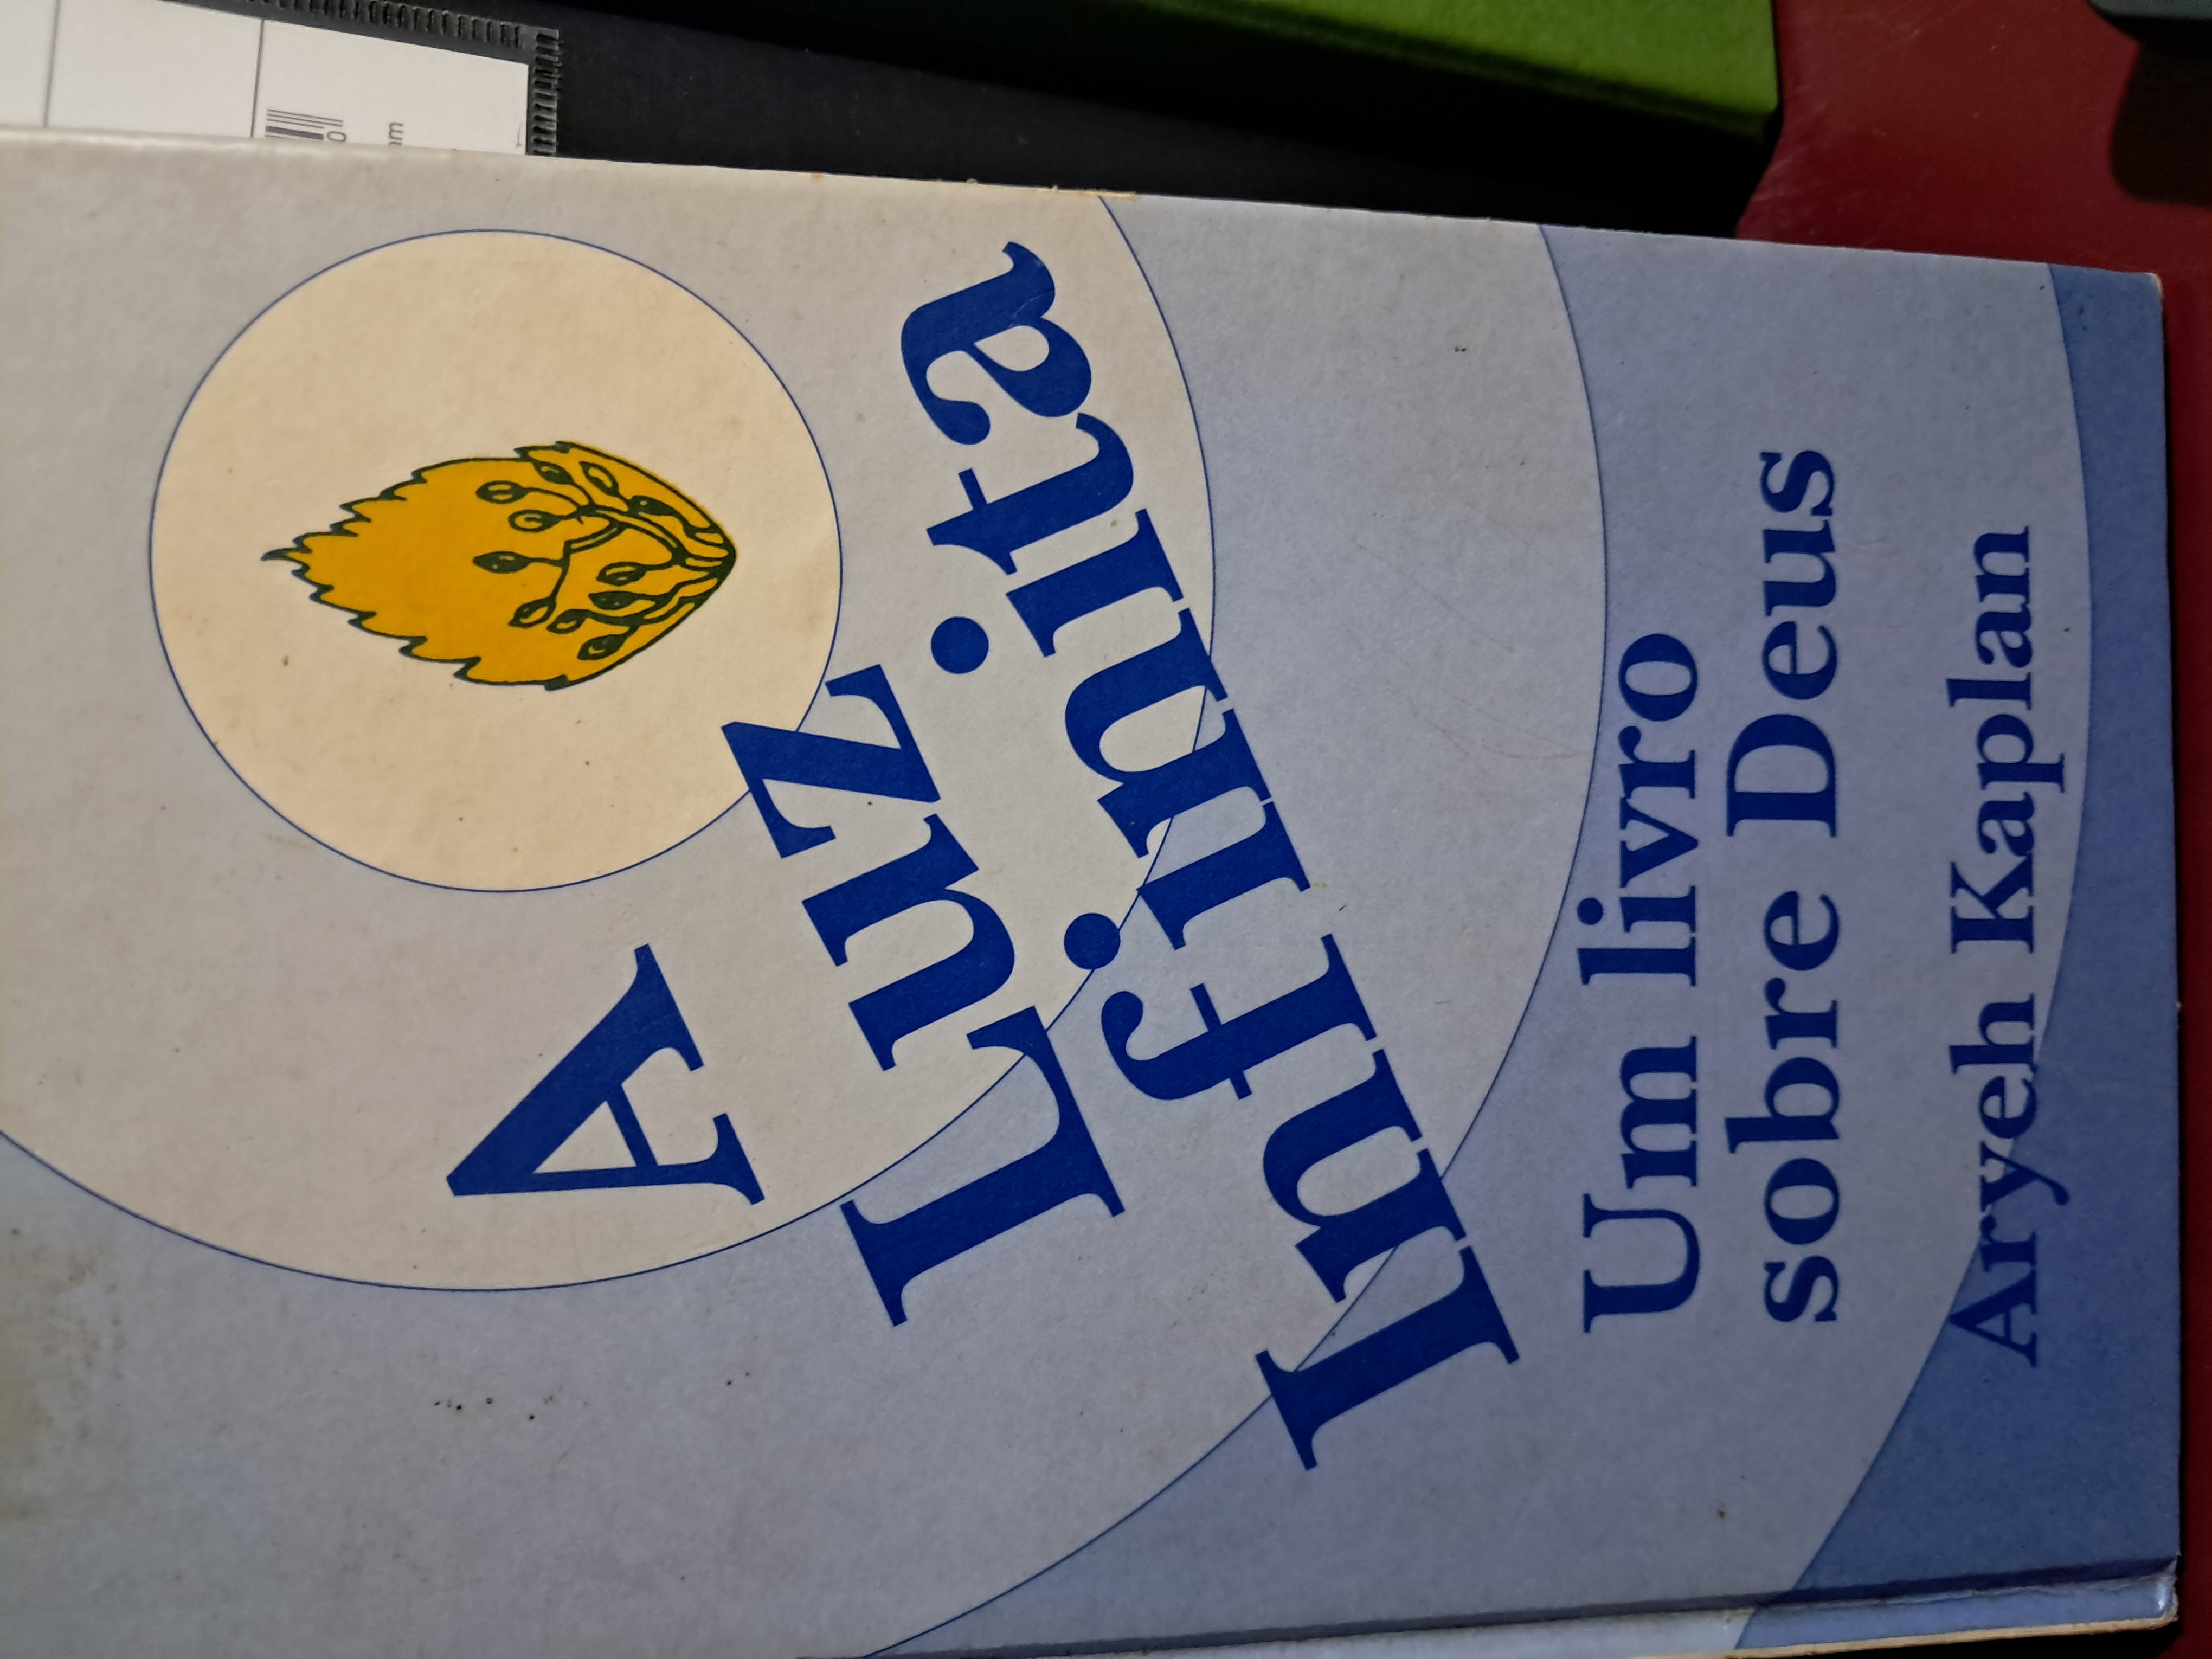 A
Luz
Infinita
Um livro
sobre Deus
Aryeh Kaplan